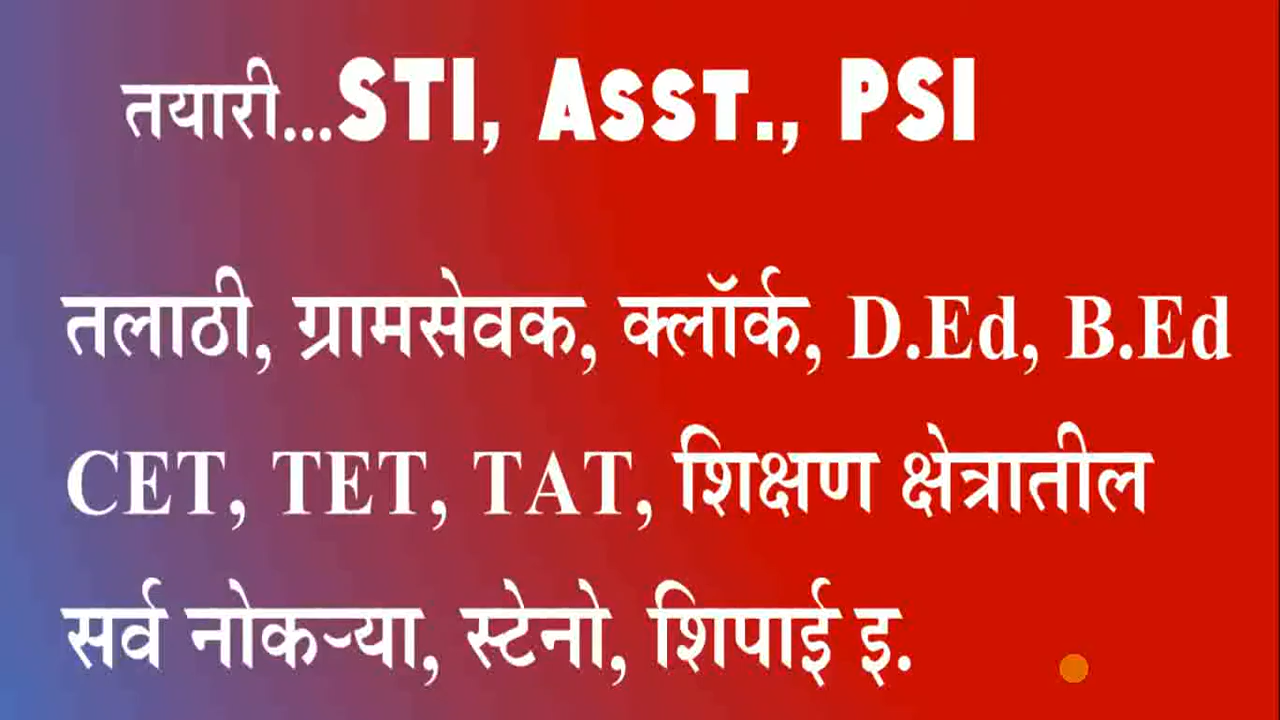 तयारी...STI, ASST., PSI
तलाठी, ग्रामसेवक, क्लॉर्क, D.Ed, B.Ed
CET, TET, TAT, शिक्षण क्षेत्रातील
सर्व नोकऱ्या, स्टेनो, शिपाई इ.